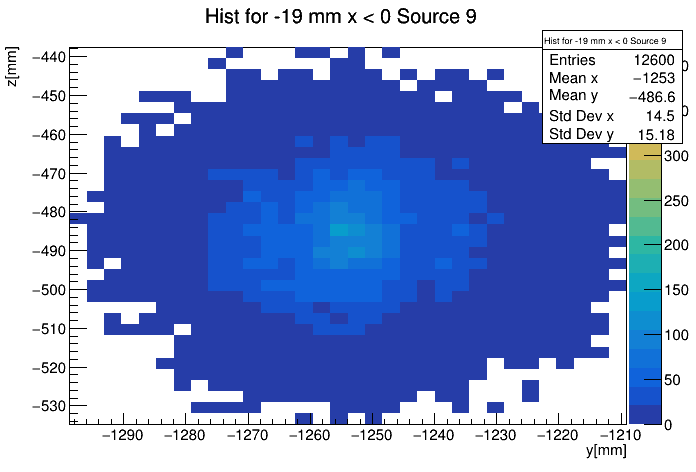 Hist for -19 mm x < 0 Source 9
Hist for -19 mm x < 0 Source 9
Entries 12600
Mean x −1253
Mean y −486.6
Std Dev x 14.5
Std Dev y 15.18
z[mm]
−440
−450
−460
−470
−480
−490
−500
−510
−520
−530
−1290
−1280
−1270
−1260
−1250
−1240
−1230
−1220
−1210
y[mm]
300
250
200
150
100
50
0